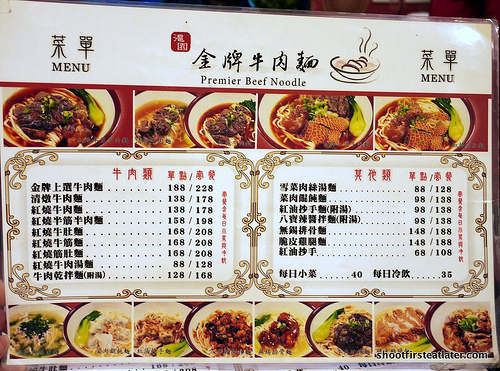 菜單
MENU
滬園
金牌牛肉麵
Premier Beef Noodle
菜單
MENU
牛肉類 單點/套餐
金牌上選牛肉麵 188 / 228
清燉牛肉麵 138 / 178
紅燒牛肉麵 138 / 178
紅燒牛筋半肉麵 158 / 198
紅燒牛肚麵 168 / 208
紅燒牛筋麵 168 / 208
紅燒筋肚麵 168 / 208
紅燒牛肉湯麵 88 / 128
牛肉乾拌麵(附湯) 128 / 168
其他類 單點/套餐
雪菜肉絲湯麵 88 / 128
菜肉餛飩麵 98 / 138
紅油抄手麵(附湯) 98 / 138
八寶辣醬拌麵(附湯) 98 / 138
無錫排骨麵 148 / 188
脆皮雞腿麵 148 / 188
紅油抄手 68 / 108
每日小菜 40 每日冷飲 .35
shootfirsteatlater.com